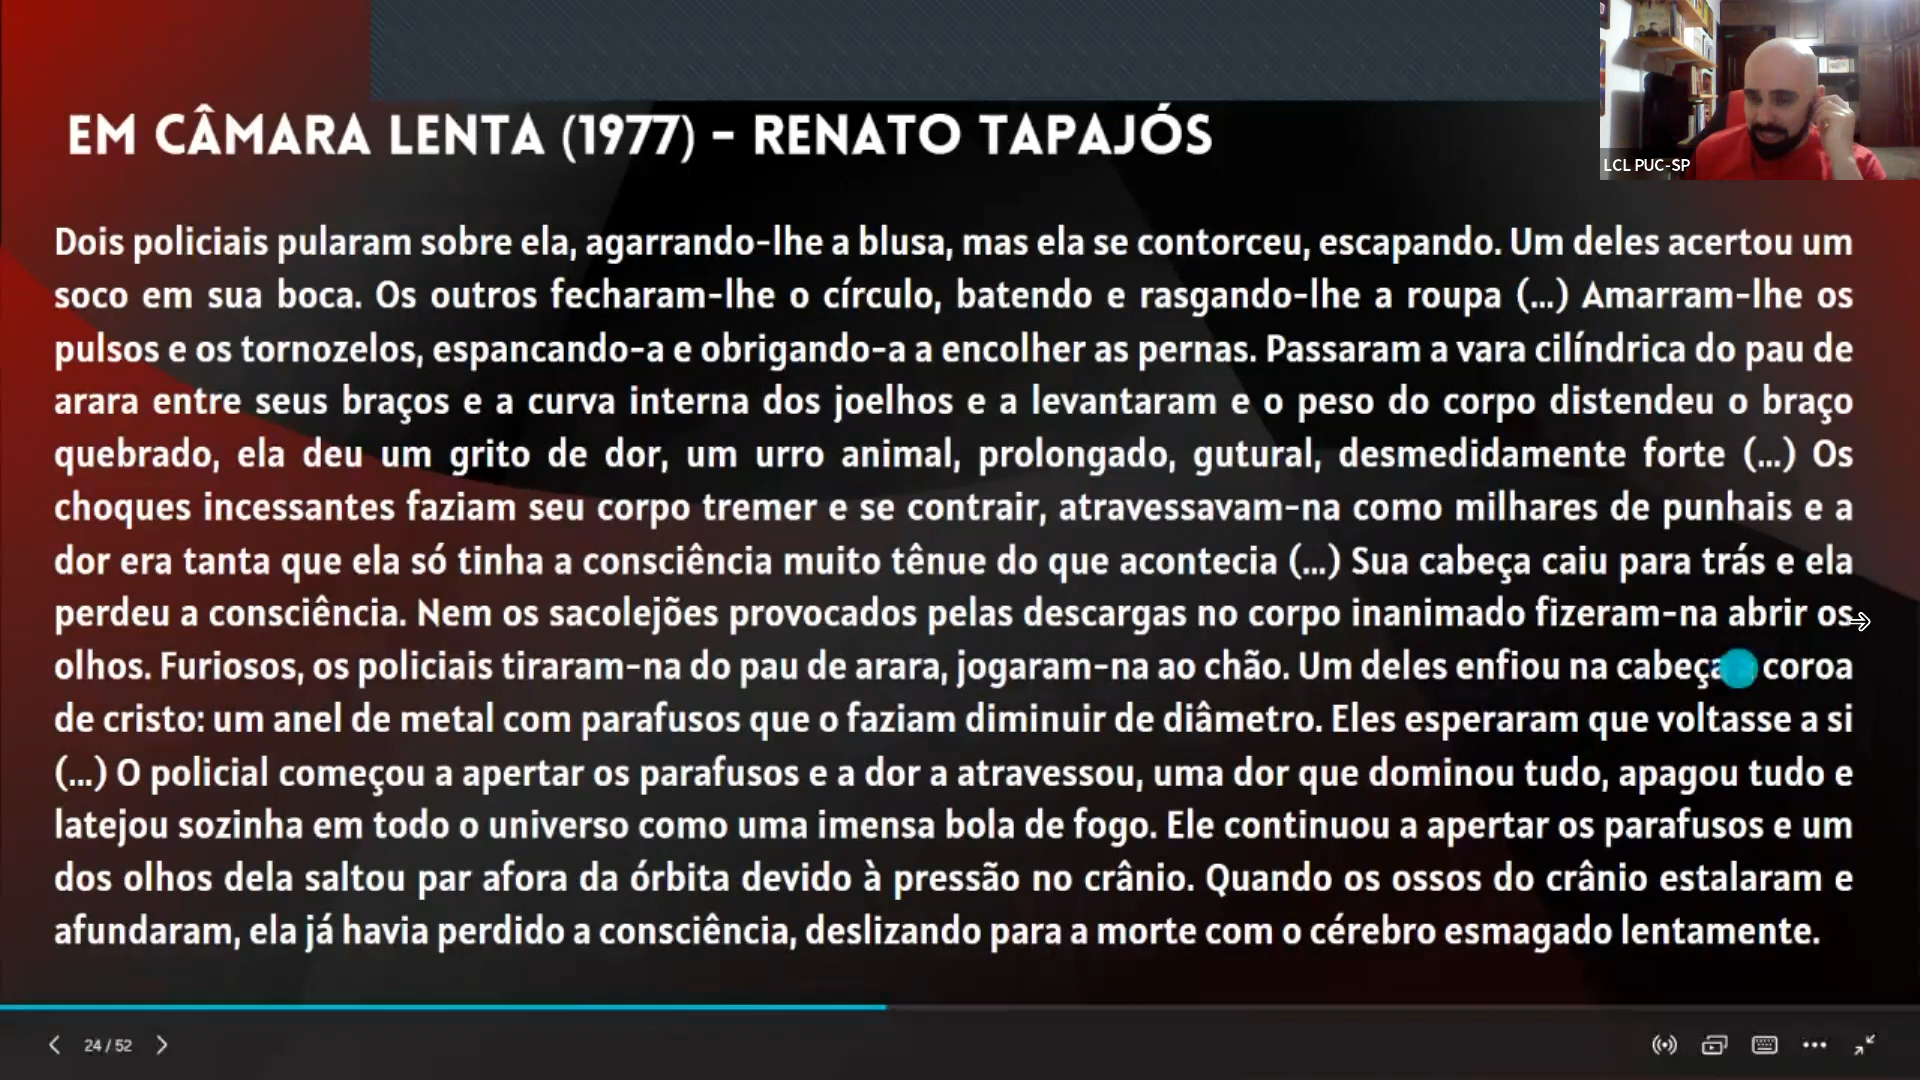 EM CÂMARA LENTA (1977) - RENATO TAPAJÓS
LCL PUC-SP
Dois policiais pularam sobre ela, agarrando-lhe a blusa, mas ela se contorceu, escapando. Um deles acertou um
soco em sua boca. Os outros fecharam-lhe o círculo, batendo e rasgando-lhe a roupa (...) Amarram-lhe os
pulsos e os tornozelos, espancando-a e obrigando-a a encolher as pernas. Passaram a vara cilíndrica do pau de
arara entre seus braços e a curva interna dos joelhos e a levantaram e o peso do corpo distendeu o braço
quebrado, ela deu um grito de dor, um urro animal, prolongado, gutural, desmedidamente forte (...) Os
choques incessantes faziam seu corpo tremer e se contrair, atravessavam-na como milhares de punhais e a
dor era tanta que ela só tinha a consciência muito tênue do que acontecia (...) Sua cabeça caiu para trás e ela
perdeu a consciência. Nem os sacolejões provocados pelas descargas no corpo inanimado fizeram-na abrir os
olhos. Furiosos, os policiais tiraram-na do pau de arara, jogaram-na ao chão. Um deles enfiou na cabeça coroa
de cristo: um anel de metal com parafusos que o faziam diminuir de diâmetro. Eles esperaram que voltasse a si
(...) O policial começou a apertar os parafusos e a dor a atravessou, uma dor que dominou tudo, apagou tudo e
latejou sozinha em todo o universo como uma imensa bola de fogo. Ele continuou a apertar os parafusos e um
dos olhos dela saltou par afora da órbita devido à pressão no crânio. Quando os ossos do crânio estalaram e
afundaram, ela já havia perdido a consciência, deslizando para a morte com o cérebro esmagado lentamente.
24 / 52